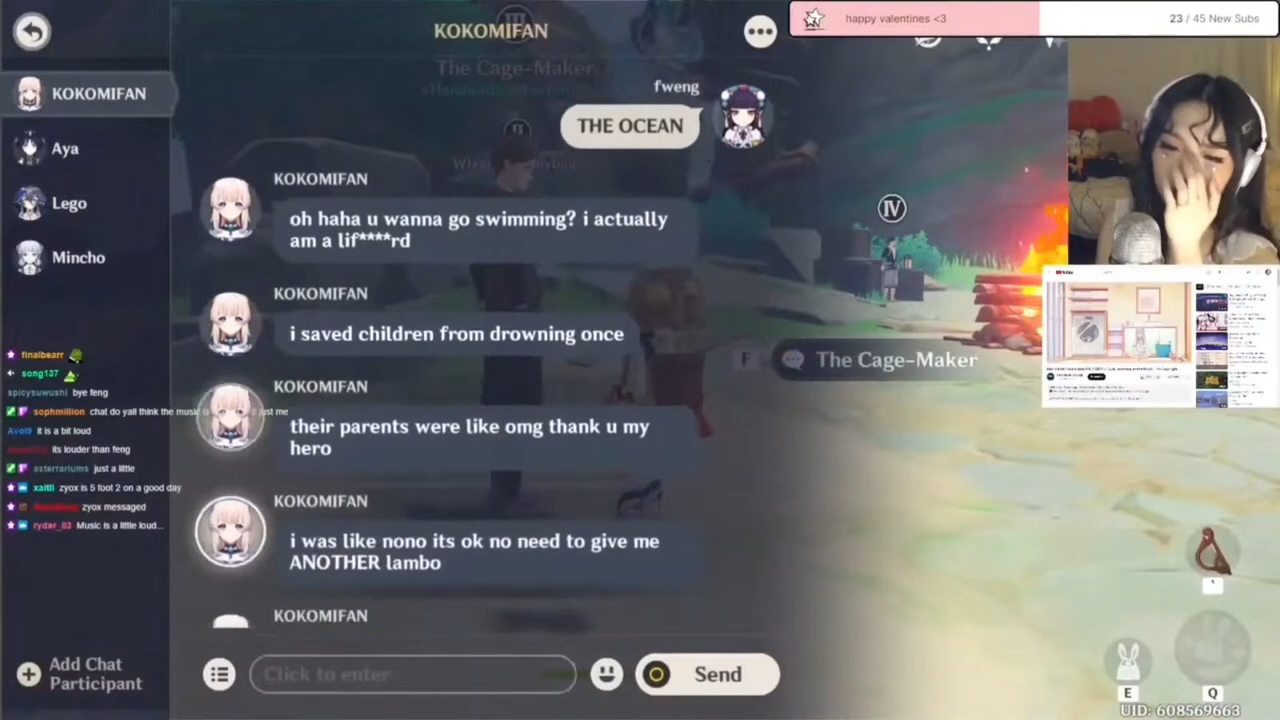 happy valentines <3
23 / 45 New Subs
KOKOMIFAN
The Cage-Maker
KOKOMIFAN
Aya
Lego
Mincho
fweng
THE OCEAN
KOKOMIFAN
oh haha u wanna go swimming? i actually
am a lif****rd
KOKOMIFAN
i saved children from drowning once
KOKOMIFAN
their parents were like omg thank u my
hero
KOKOMIFAN
i was like nono its ok no need to give me
ANOTHER lambo
KOKOMIFAN
IV
F
The Cage-Maker
finalbearr
song137
spicysuwushi bye feng
sophmillion chat do yall think the music just me
Avol9 it is a bit loud
its louder than feng
asterrariums just a little
xaltil zyox is 5 foot 2 on a good day
zyox messaged
ryder_03 Music is a little loud...
Add Chat
Participant
Click to enter
Send
E
Q
UID: 608569663